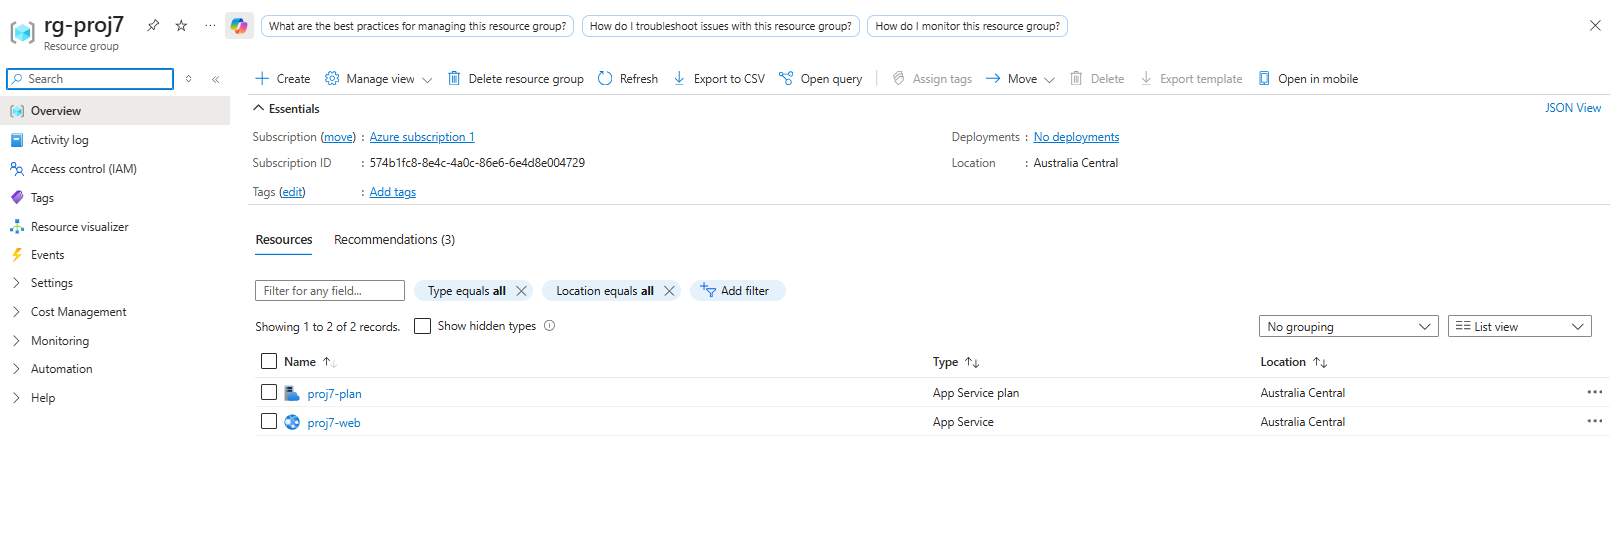 rg-proj7
Resource group
What are the best practices for managing this resource group?
How do I troubleshoot issues with this resource group?
How do I monitor this resource group?
Search
Overview
Activity log
Access control (IAM)
Tags
Resource visualizer
Events
Settings
Cost Management
Monitoring
Automation
Help
Create Manage view Delete resource group Refresh Export to CSV Open query Assign tags Move Delete Export template Open in mobile
Essentials
JSON View
Subscription (move) : Azure subscription 1
Deployments : No deployments
Subscription ID : 574b1fc8-8e4c-4a0c-86e6-6e4d8e004729
Location : Australia Central
Tags (edit) : Add tags
Resources Recommendations (3)
Filter for any field... Type equals all Location equals all Add filter
Showing 1 to 2 of 2 records. Show hidden types
No grouping List view
Name Type Location
proj7-plan App Service plan Australia Central
proj7-web App Service Australia Central